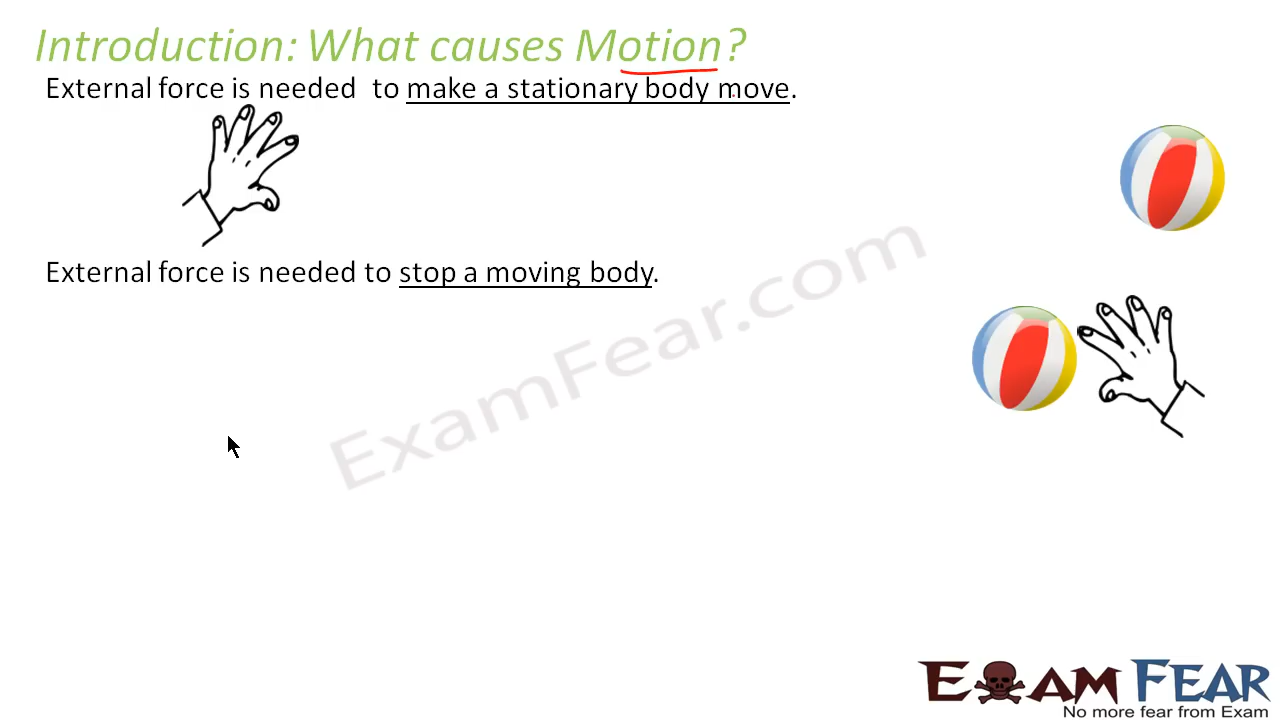 Introduction: What causes Motion?
External force is needed  to make a stationary body move.
External force is needed to stop a moving body.
ExamFear.com
EXAM FEAR
No more fear from Exam